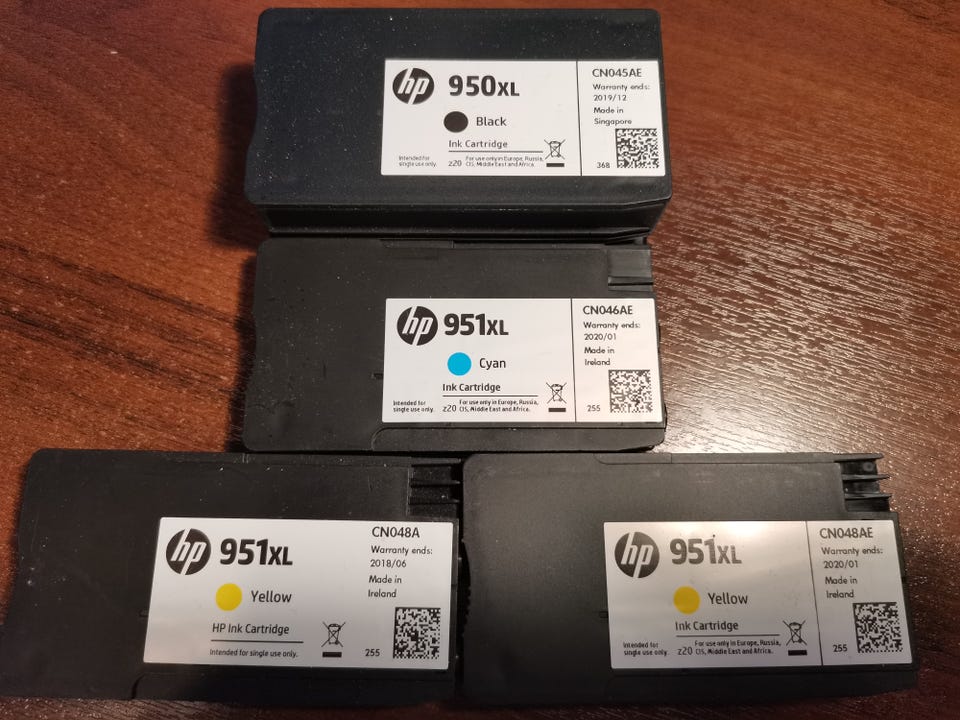 hp 950XL
Black
Ink Cartridge
Intended for
single use only.
z20 For use only in Europe, Russia,
CIS, Middle East and Africa.
CN045AE
Warranty ends:
2019/12
Made in
Singapore
368
hp 951XL
Cyan
Ink Cartridge
Intended for
single use only.
z20 For use only in Europe, Russia,
CIS, Middle East and Africa.
CN046AE
Warranty ends:
2020/01
Made in
Ireland
255
hp 951XL
Yellow
HP Ink Cartridge
Intended for single use only.
CN048A
Warranty ends:
2018/06
Made in
Ireland
255
hp 951XL
Yellow
Ink Cartridge
Intended for
single use only.
z20 For use only in Europe, Russia,
CIS, Middle East and Africa.
CN048AE
Warranty ends:
2020/01
Made in
Ireland
255